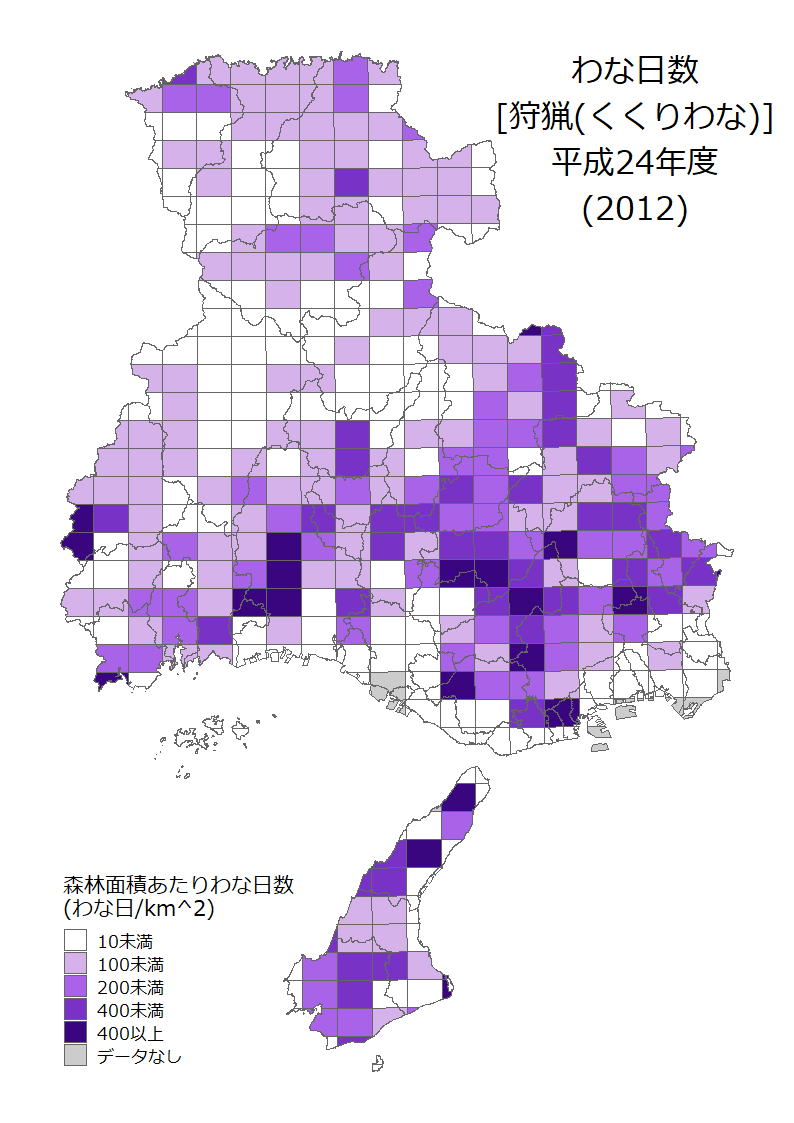 わな日数
[狩猟(くくりわな)]
平成24年度
(2012)
森林面積あたりわな日数
(わな日/km^2)
10未満
100未満
200未満
400未満
400以上
データなし